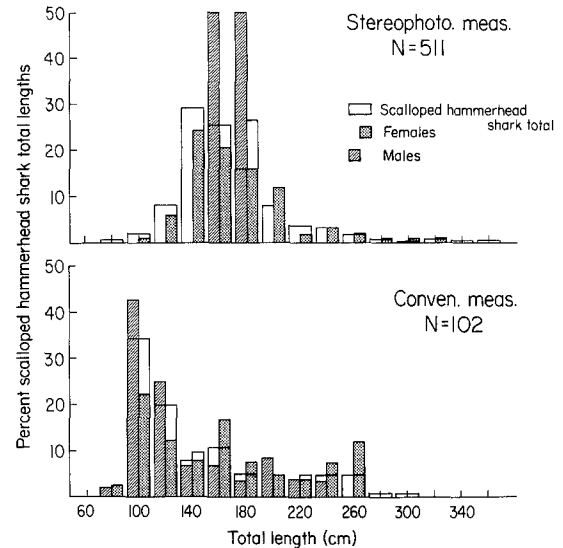 Percent scalloped hammerhead shark total lengths
50
40
30
20
10
Stereophoto. meas.
N=511
Scalloped hammerhead
shark total
Females
Males
50
40
30
20
10
Conven. meas.
N=102
60 100 140 180 220 260 300 340
Total length (cm)